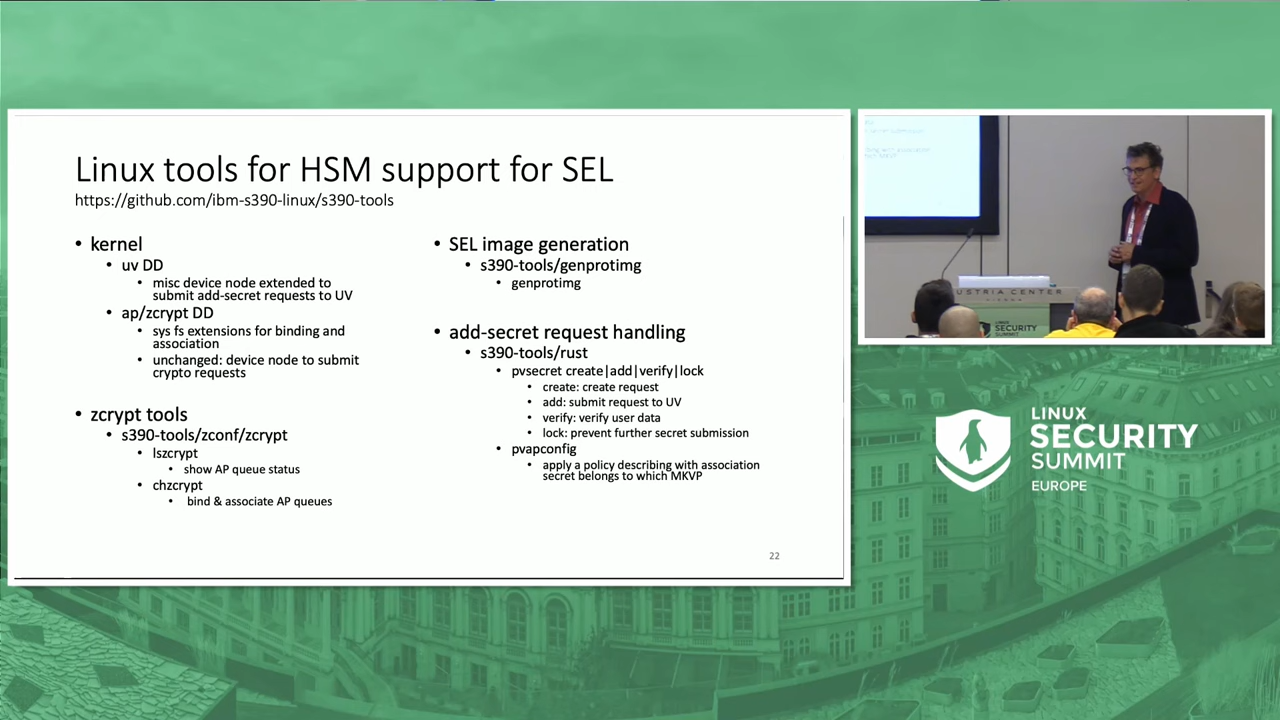 Linux tools for HSM support for SEL
https://github.com/ibm-s390-linux/s390-tools
• kernel
• uv DD
• misc device node extended to
submit add-secret requests to UV
• ap/zcrypt DD
• sys fs extensions for binding and
association
• unchanged: device node to submit
crypto requests
• zcrypt tools
• s390-tools/zconf/zcrypt
• lszcrypt
• show AP queue status
• chzcrypt
• bind & associate AP queues
• SEL image generation
• s390-tools/genprotimg
• genprotimg
• add-secret request handling
• s390-tools/rust
• pvsecret create|add|verify|lock
• create: create request
• add: submit request to UV
• verify: verify user data
• lock: prevent further secret submission
• pvapconfig
• apply a policy describing with association
secret belongs to which MKVP
22
USTRIA CENTER
LINUX
SECURITY
SUMMIT
LINUX
SECURITY
SUMMIT
EUROPE